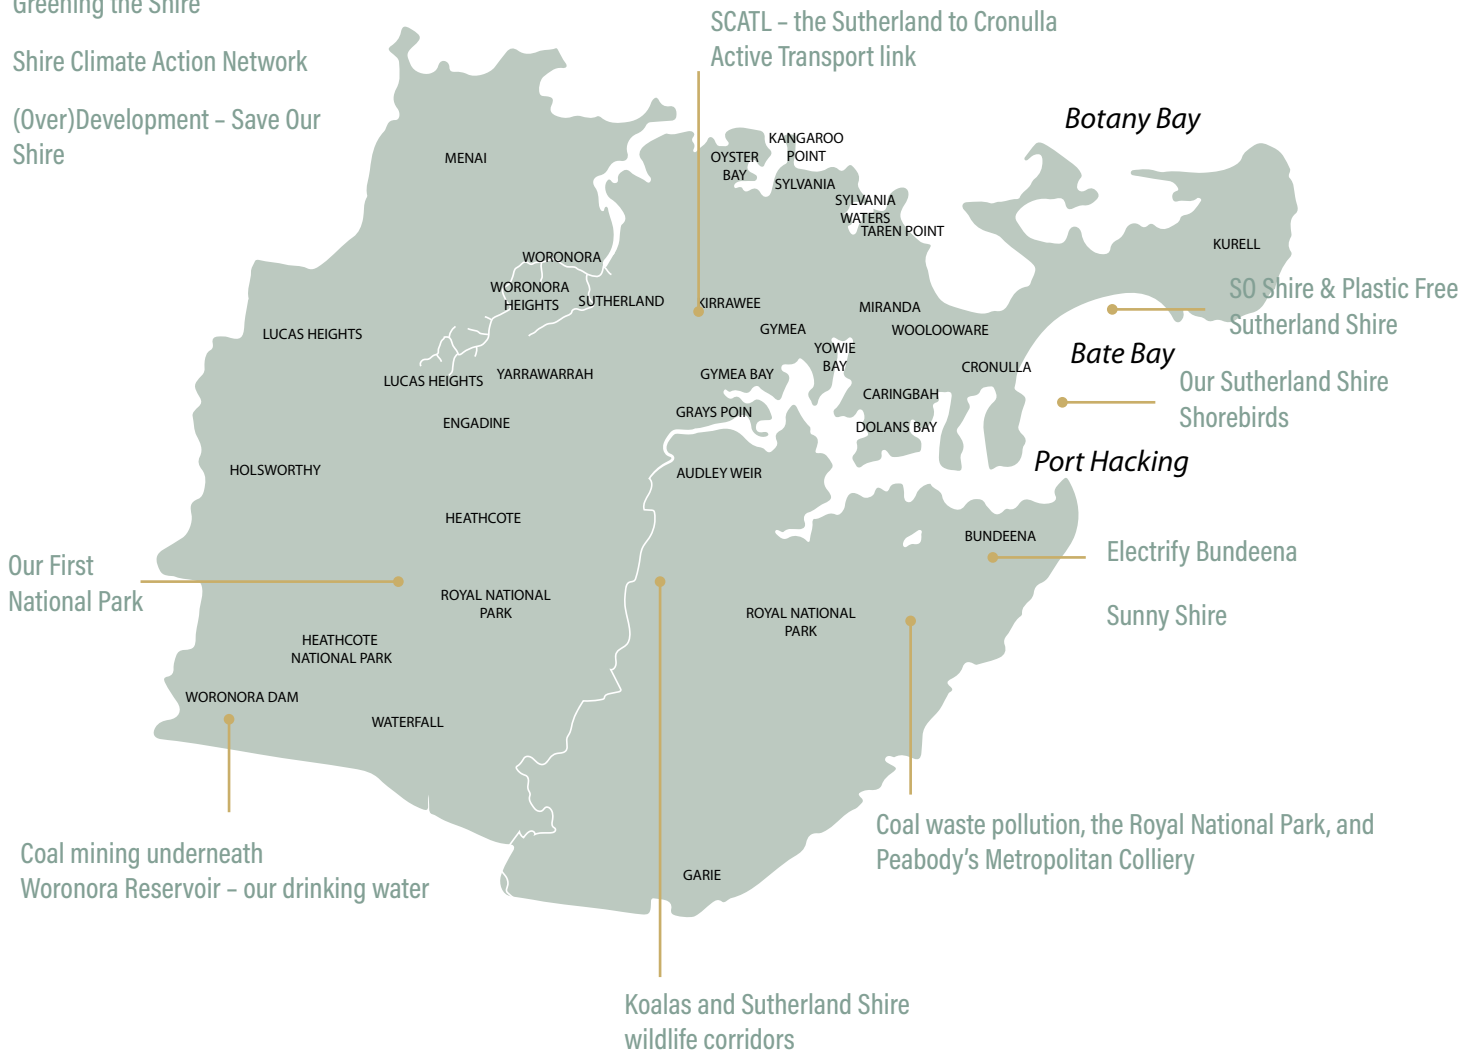 Greening the Shire
Shire Climate Action Network
(Over)Development – Save Our
Shire
SCATL – the Sutherland to Cronulla
Active Transport link
Botany Bay
MENAI
OYSTER
BAY
KANGAROO
POINT
SYLVANIA
SYLVANIA
WATERS
TAREN POINT
KURELL
WORONORA
WORONORA
HEIGHTS
SUTHERLAND
KIRRAWEE
MIRANDA
GYMEA
WOOLOOWARE
LUCAS HEIGHTS
YOWIE
BAY
SO Shire & Plastic Free
Sutherland Shire
Bate Bay
CRONULLA
LUCAS HEIGHTS
YARRAWARRAH
GYMEA BAY
CARINGBAH
Our Sutherland Shire
Shorebirds
GRAYS POIN
ENGADINE
DOLANS BAY
Port Hacking
HOLSWORTHY
AUDLEY WEIR
HEATHCOTE
BUNDEENA
Electrify Bundeena
Sunny Shire
Our First
National Park
ROYAL NATIONAL
PARK
ROYAL NATIONAL
PARK
HEATHCOTE
NATIONAL PARK
WORONORA DAM
WATERFALL
Coal mining underneath
Woronora Reservoir – our drinking water
Coal waste pollution, the Royal National Park, and
Peabody's Metropolitan Colliery
GARIE
Koalas and Sutherland Shire
wildlife corridors